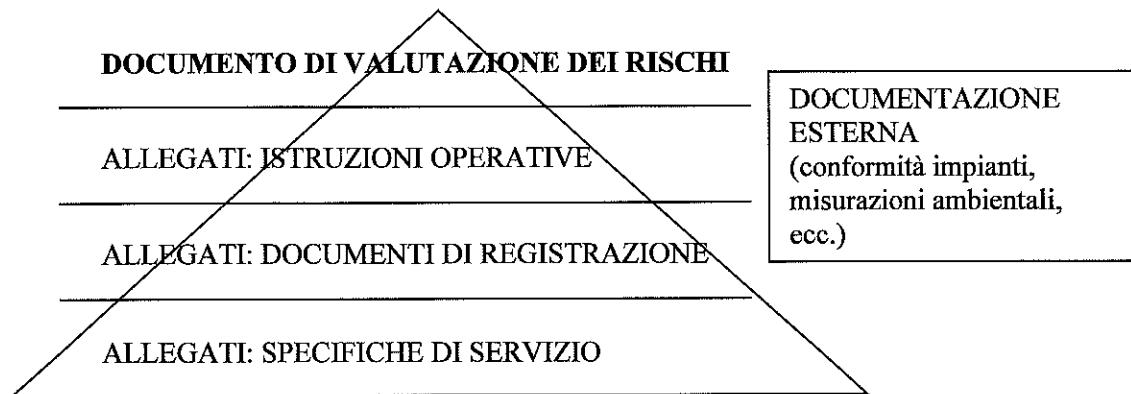 DOCUMENTO DI VALUTAZIONE DEI RISCHI
ALLEGATI: ISTRUZIONI OPERATIVE
ALLEGATI: DOCUMENTI DI REGISTRAZIONE
ALLEGATI: SPECIFICHE DI SERVIZIO
DOCUMENTAZIONE
ESTERNA
(conformità impianti,
misurazioni ambientali,
ecc.)